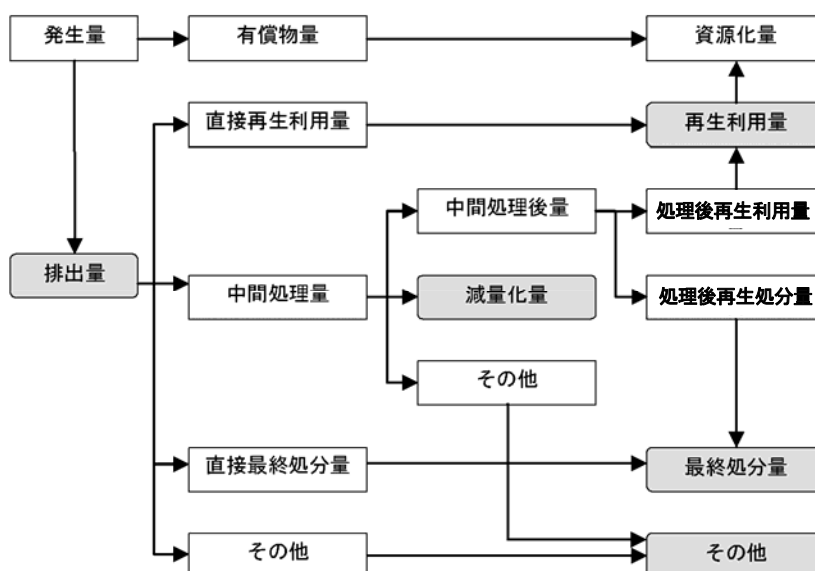 発生量
有償物量
資源化量
直接再生利用量
再生利用量
中間処理後量
処理後再生利用量
排出量
中間処理量
減量化量
処理後再生処分量
その他
直接最終処分量
最終処分量
その他
その他